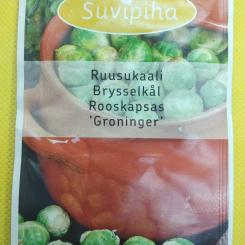 Suvipiha
Ruusukaali
Brysselkål
Rooskapsas
'Groninger'